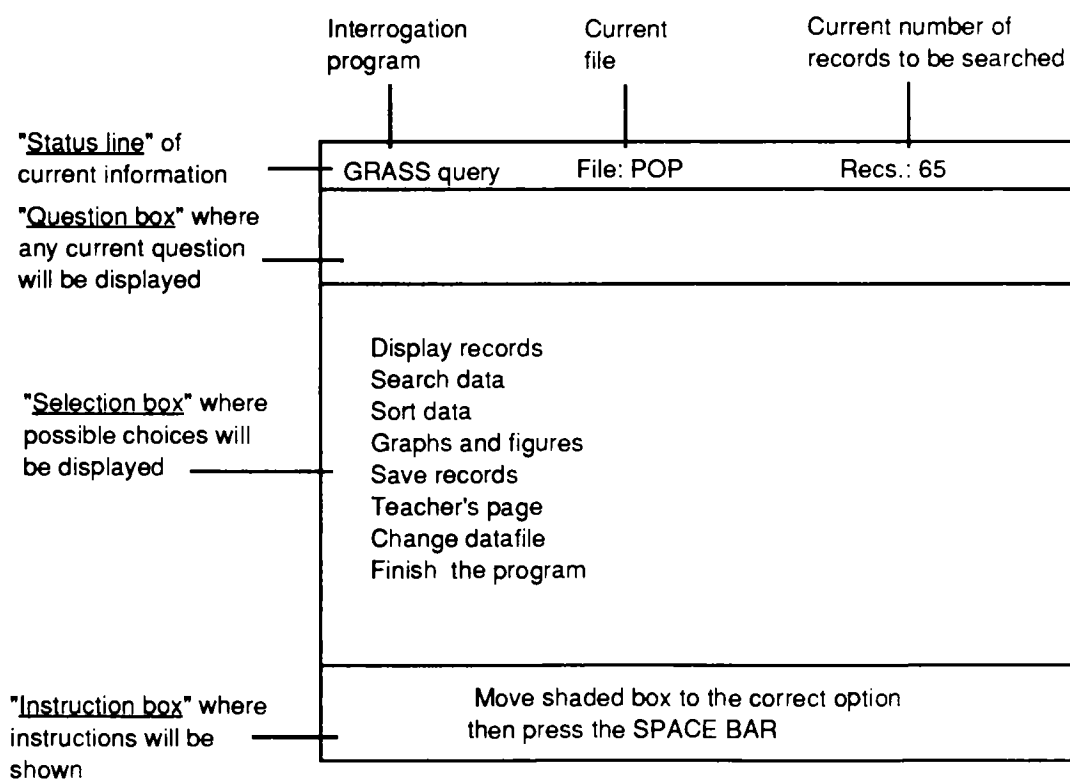 Interrogation
program
Current
file
Current number of
records to be searched
"Status line" of
current information
GRASS query File: POP Recs.: 65
"Question box" where
any current question
will be displayed
Display records
Search data
Sort data
Graphs and figures
Save records
Teacher's page
Change datafile
Finish the program
"Selection box" where
possible choices will
be displayed
"Instruction box" where
instructions will be
shown
Move shaded box to the correct option
then press the SPACE BAR